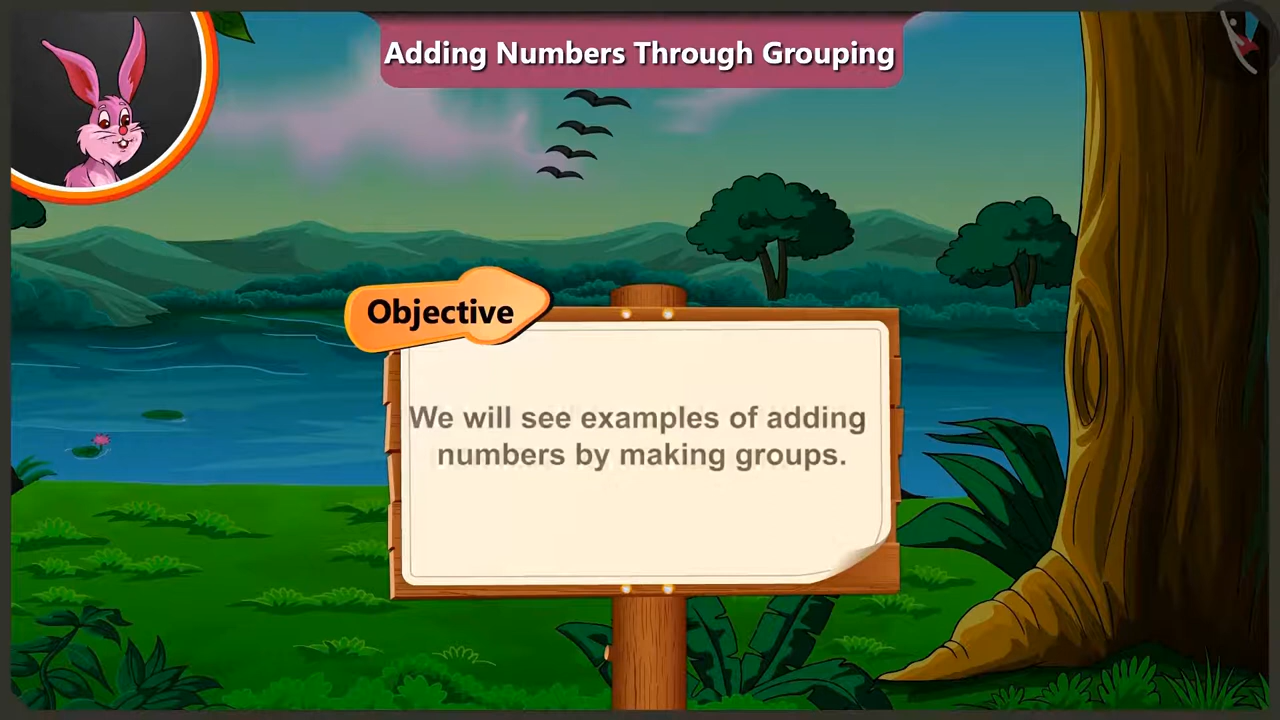 Adding Numbers Through Grouping
Objective
We will see examples of adding
numbers by making groups.